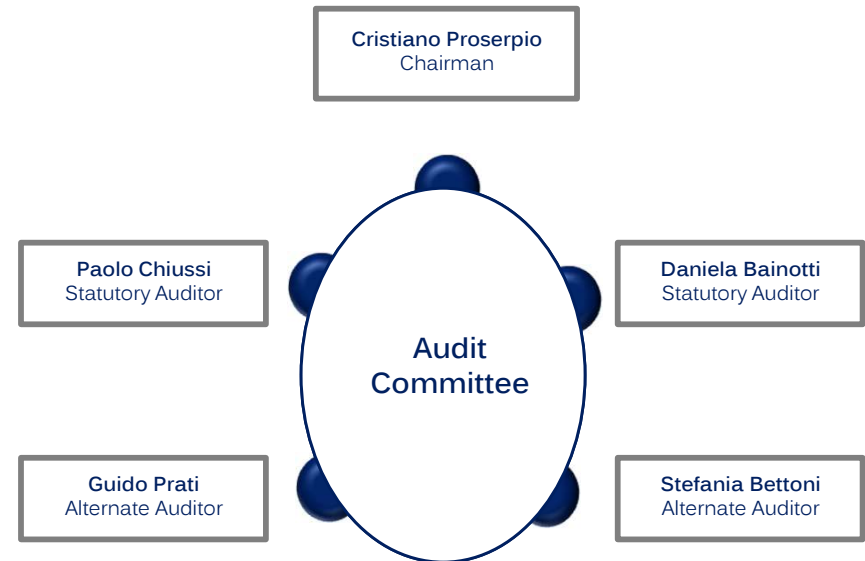 Cristiano Proserpio
Chairman
Paolo Chiussi
Statutory Auditor
Daniela Bainotti
Statutory Auditor
Audit
Committee
Guido Prati
Alternate Auditor
Stefania Bettoni
Alternate Auditor